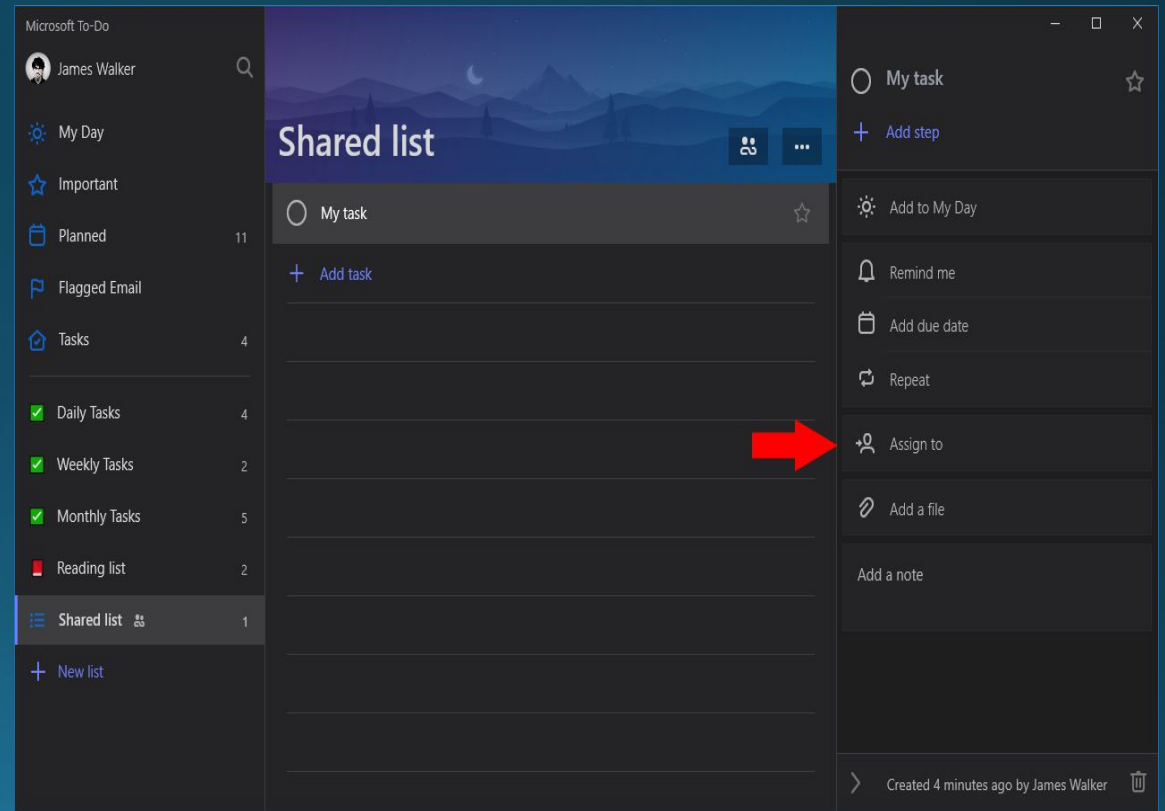 Microsoft To-Do
James Walker
My Day
Important
Planned 11
Flagged Email
Tasks 4
Daily Tasks 4
Weekly Tasks 2
Monthly Tasks 5
Reading list 2
Shared list 1
New list
Shared list
My task
Add task
My task
Add step
Add to My Day
Remind me
Add due date
Repeat
Assign to
Add a file
Add a note
Created 4 minutes ago by James Walker